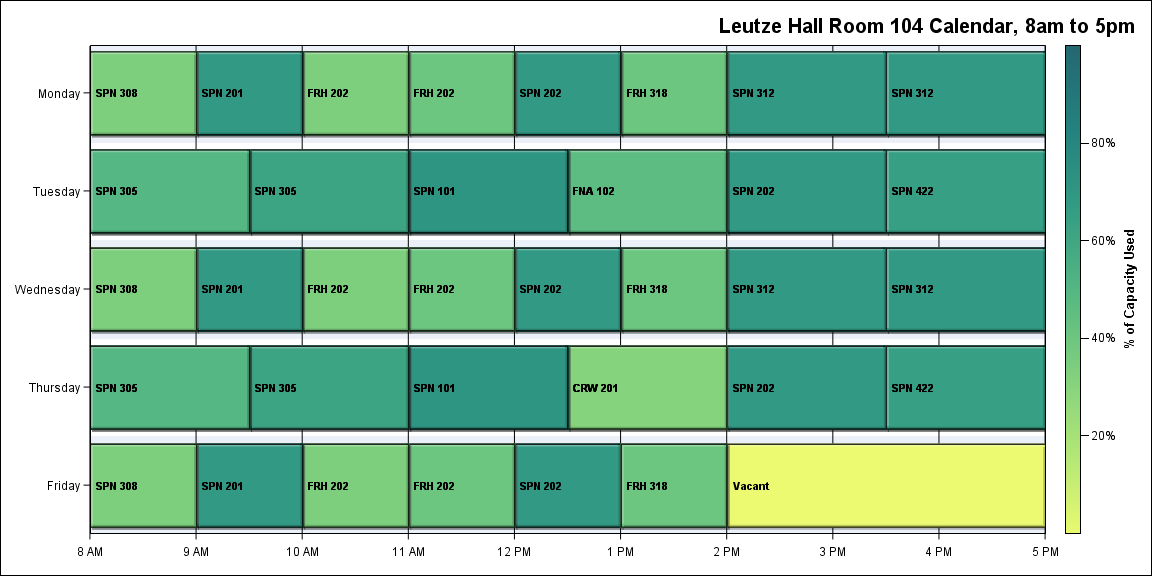 Leutze Hall Room 104 Calendar, 8am to 5pm
Monday
SPN 308
SPN 201
FRH 202
FRH 202
SPN 202
FRH 318
SPN 312
SPN 312
Tuesday
SPN 305
SPN 305
SPN 101
FNA 102
SPN 202
SPN 422
Wednesday
SPN 308
SPN 201
FRH 202
FRH 202
SPN 202
FRH 318
SPN 312
SPN 312
Thursday
SPN 305
SPN 305
SPN 101
CRW 201
SPN 202
SPN 422
Friday
SPN 308
SPN 201
FRH 202
FRH 202
SPN 202
FRH 318
Vacant
8 AM
9 AM
10 AM
11 AM
12 PM
1 PM
2 PM
3 PM
4 PM
5 PM
80%
60%
40%
20%
% of Capacity Used